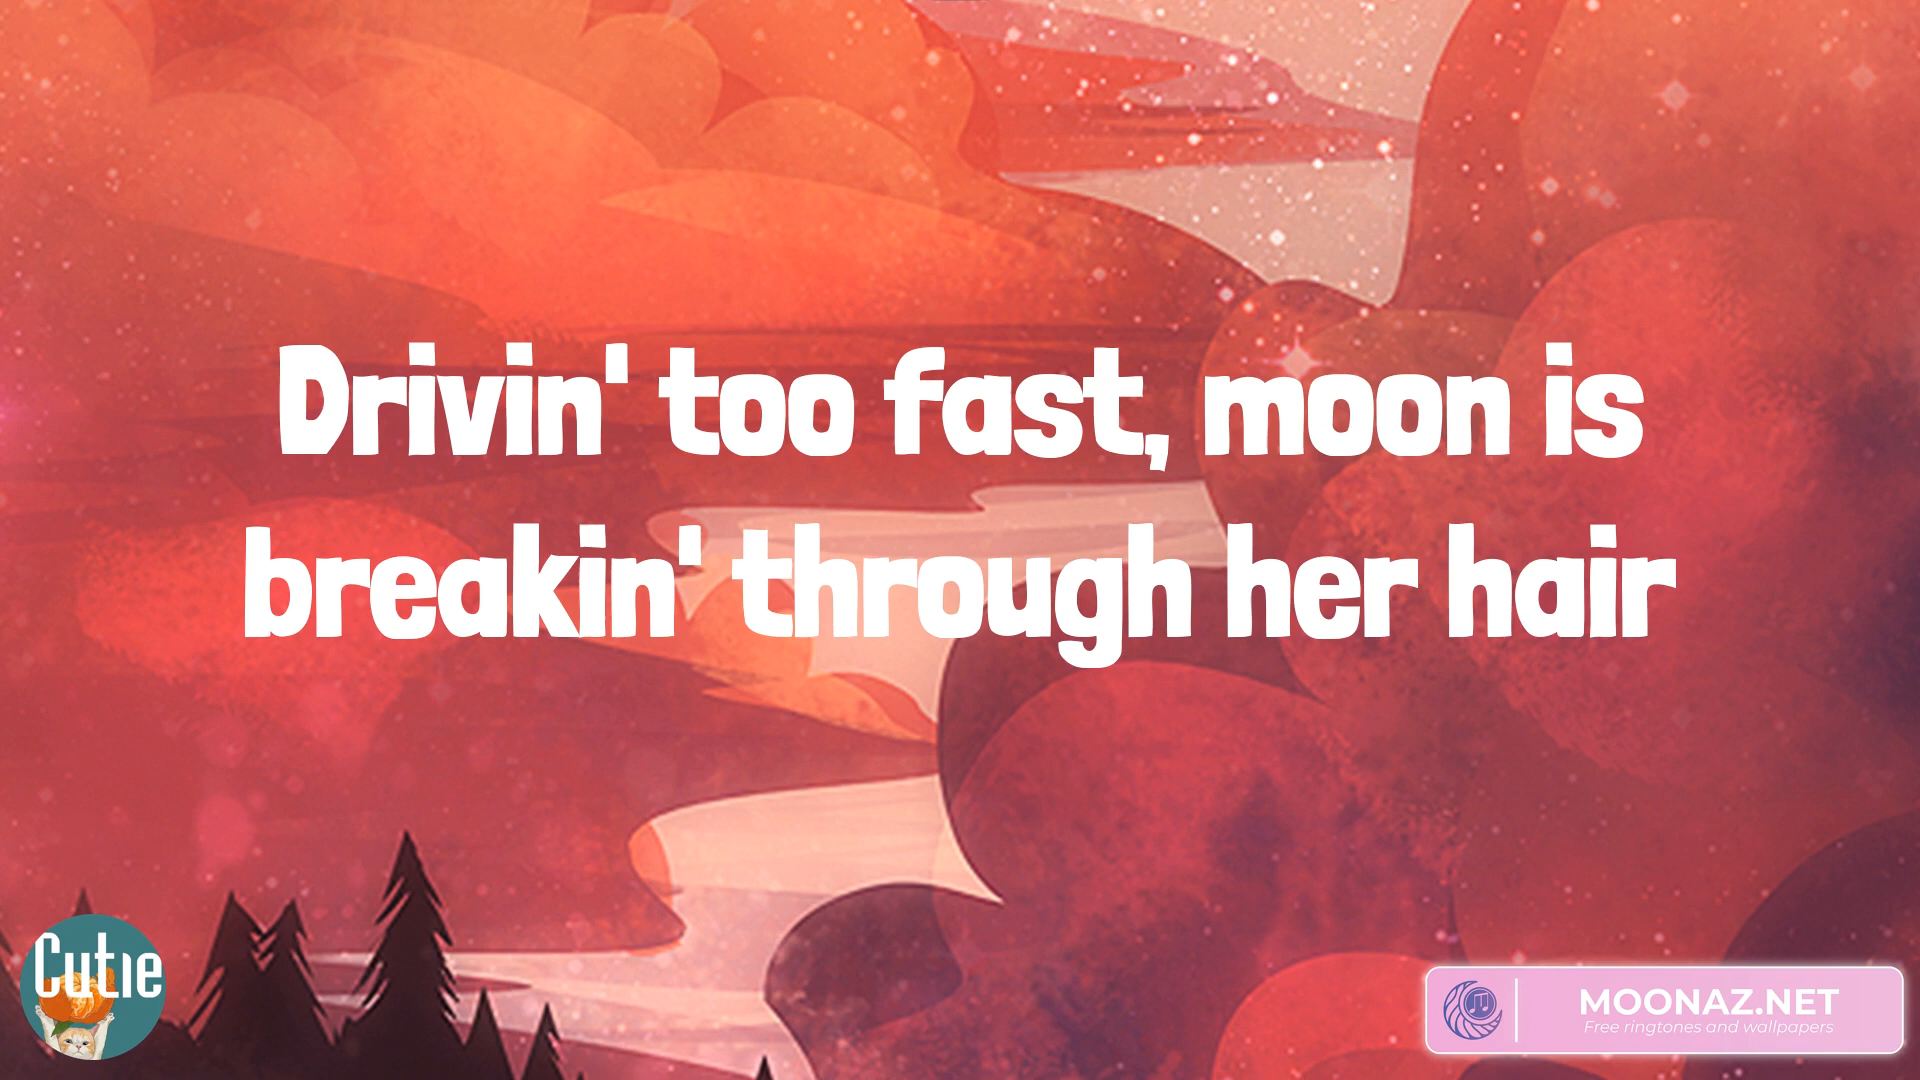 Drivin' too fast, moon is
breakin' through her hair
Cutie
MOONAZ.NET
Free ringtones and wallpapers